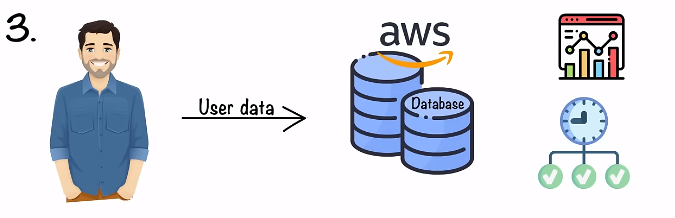 3.
aws
User data
Database